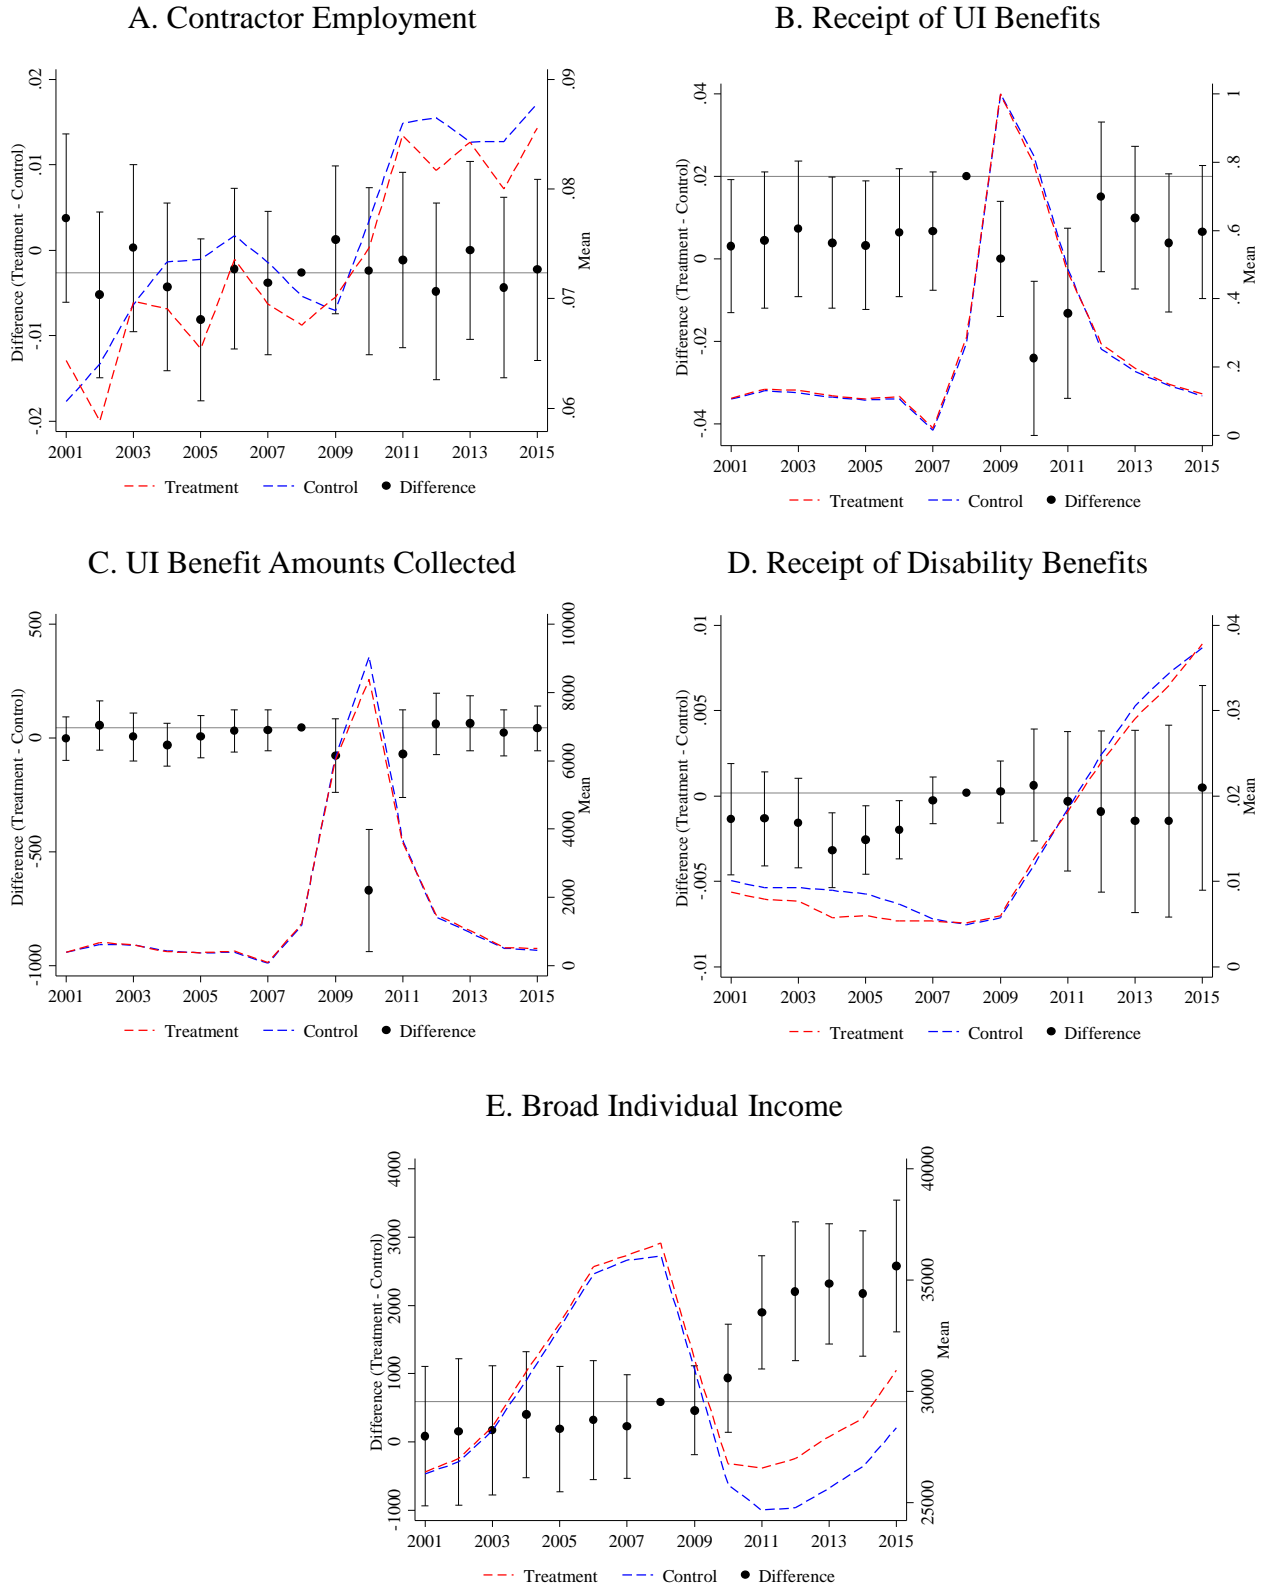 A. Contractor Employment
Difference (Treatment - Control)
.02
.01
0
-.01
-.02
.09
.08
.07
.06
Mean
2001 2003 2005 2007 2009 2011 2013 2015
Treatment Control Difference
B. Receipt of UI Benefits
Difference (Treatment - Control)
.04
.02
0
-.02
-.04
1
.8
.6
.4
.2
0
Mean
2001 2003 2005 2007 2009 2011 2013 2015
Treatment Control Difference
C. UI Benefit Amounts Collected
Difference (Treatment - Control)
500
0
-500
-1000
10000
8000
6000
4000
2000
0
Mean
2001 2003 2005 2007 2009 2011 2013 2015
Treatment Control Difference
D. Receipt of Disability Benefits
Difference (Treatment - Control)
.01
.005
0
-.005
-.01
.04
.03
.02
.01
0
Mean
2001 2003 2005 2007 2009 2011 2013 2015
Treatment Control Difference
E. Broad Individual Income
Difference (Treatment - Control)
4000
3000
2000
1000
0
-1000
40000
35000
30000
25000
Mean
2001 2003 2005 2007 2009 2011 2013 2015
Treatment Control Difference